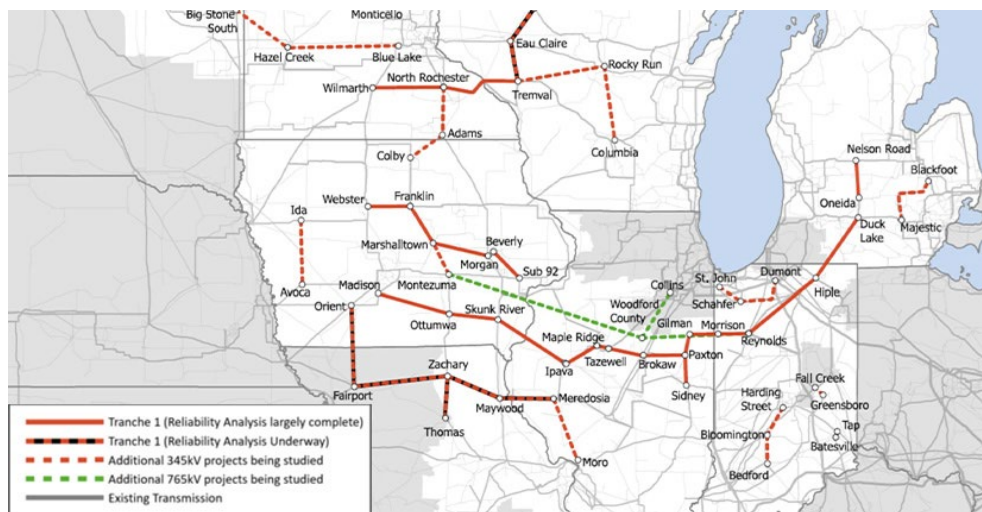 Big Stone
South
Monticello
Eau Claire
Hazel Creek
Blue Lake
Rocky Run
North Rochester
Wilmarth
Tremval
Adams
Colby
Columbia
Nelson Road
Blackfoot
Oneida
Duck
Lake
Majestic
Webster
Franklin
Ida
Marshalltown
Beverly
Morgan
Sub 92
Montezuma
Avoca
Madison
Orient
Ottumwa
Skunk River
Collins
St. John
Dumont
Schahfer
Hiple
Woodford
County
Gilman
Morrison
Reynolds
Maple Ridge
Ipava
Tazewell
Brokaw
Paxton
Sidney
Zachary
Fairport
Maywood
Meredosia
Thomas
Moro
Fall Creek
Greensboro
Harding
Street
Bloomington
Tap
Batesville
Bedford
Tranche 1 (Reliability Analysis largely complete)
Tranche 1 (Reliability Analysis Underway)
Additional 345kV projects being studied
Additional 765kV projects being studied
Existing Transmission